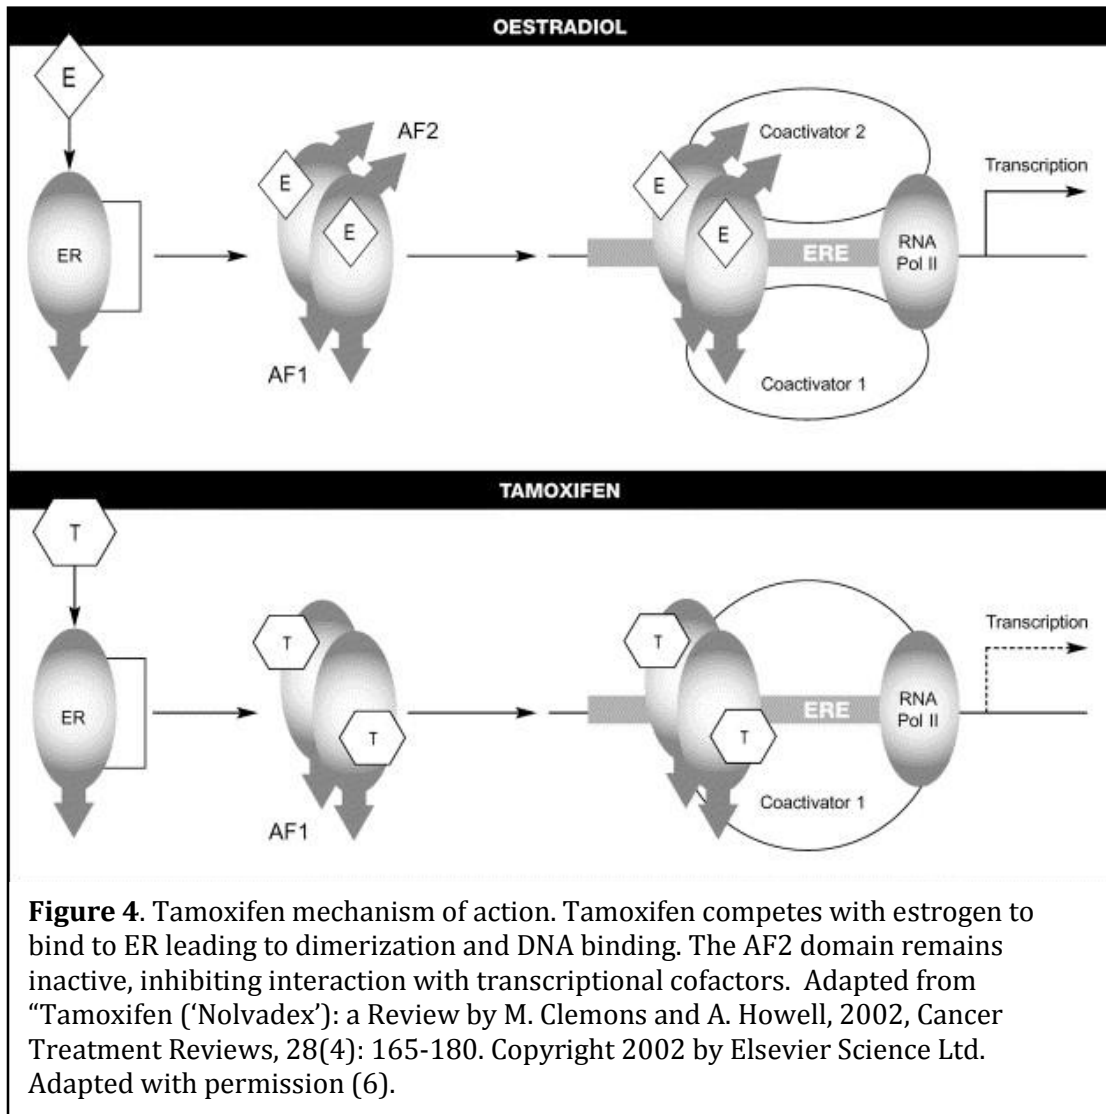 OESTRADIOL
E
ER
AF2
E
E
AF1
Coactivator 2
E
E
ERE
RNA
Pol II
Transcription
Coactivator 1
TAMOXIFEN
T
ER
T
T
AF1
T
T
ERE
RNA
Pol II
Transcription
Coactivator 1
Figure 4. Tamoxifen mechanism of action. Tamoxifen competes with estrogen to
bind to ER leading to dimerization and DNA binding. The AF2 domain remains
inactive, inhibiting interaction with transcriptional cofactors. Adapted from
“Tamoxifen (‘Nolvadex’): a Review by M. Clemons and A. Howell, 2002, Cancer
Treatment Reviews, 28(4): 165-180. Copyright 2002 by Elsevier Science Ltd.
Adapted with permission (6).